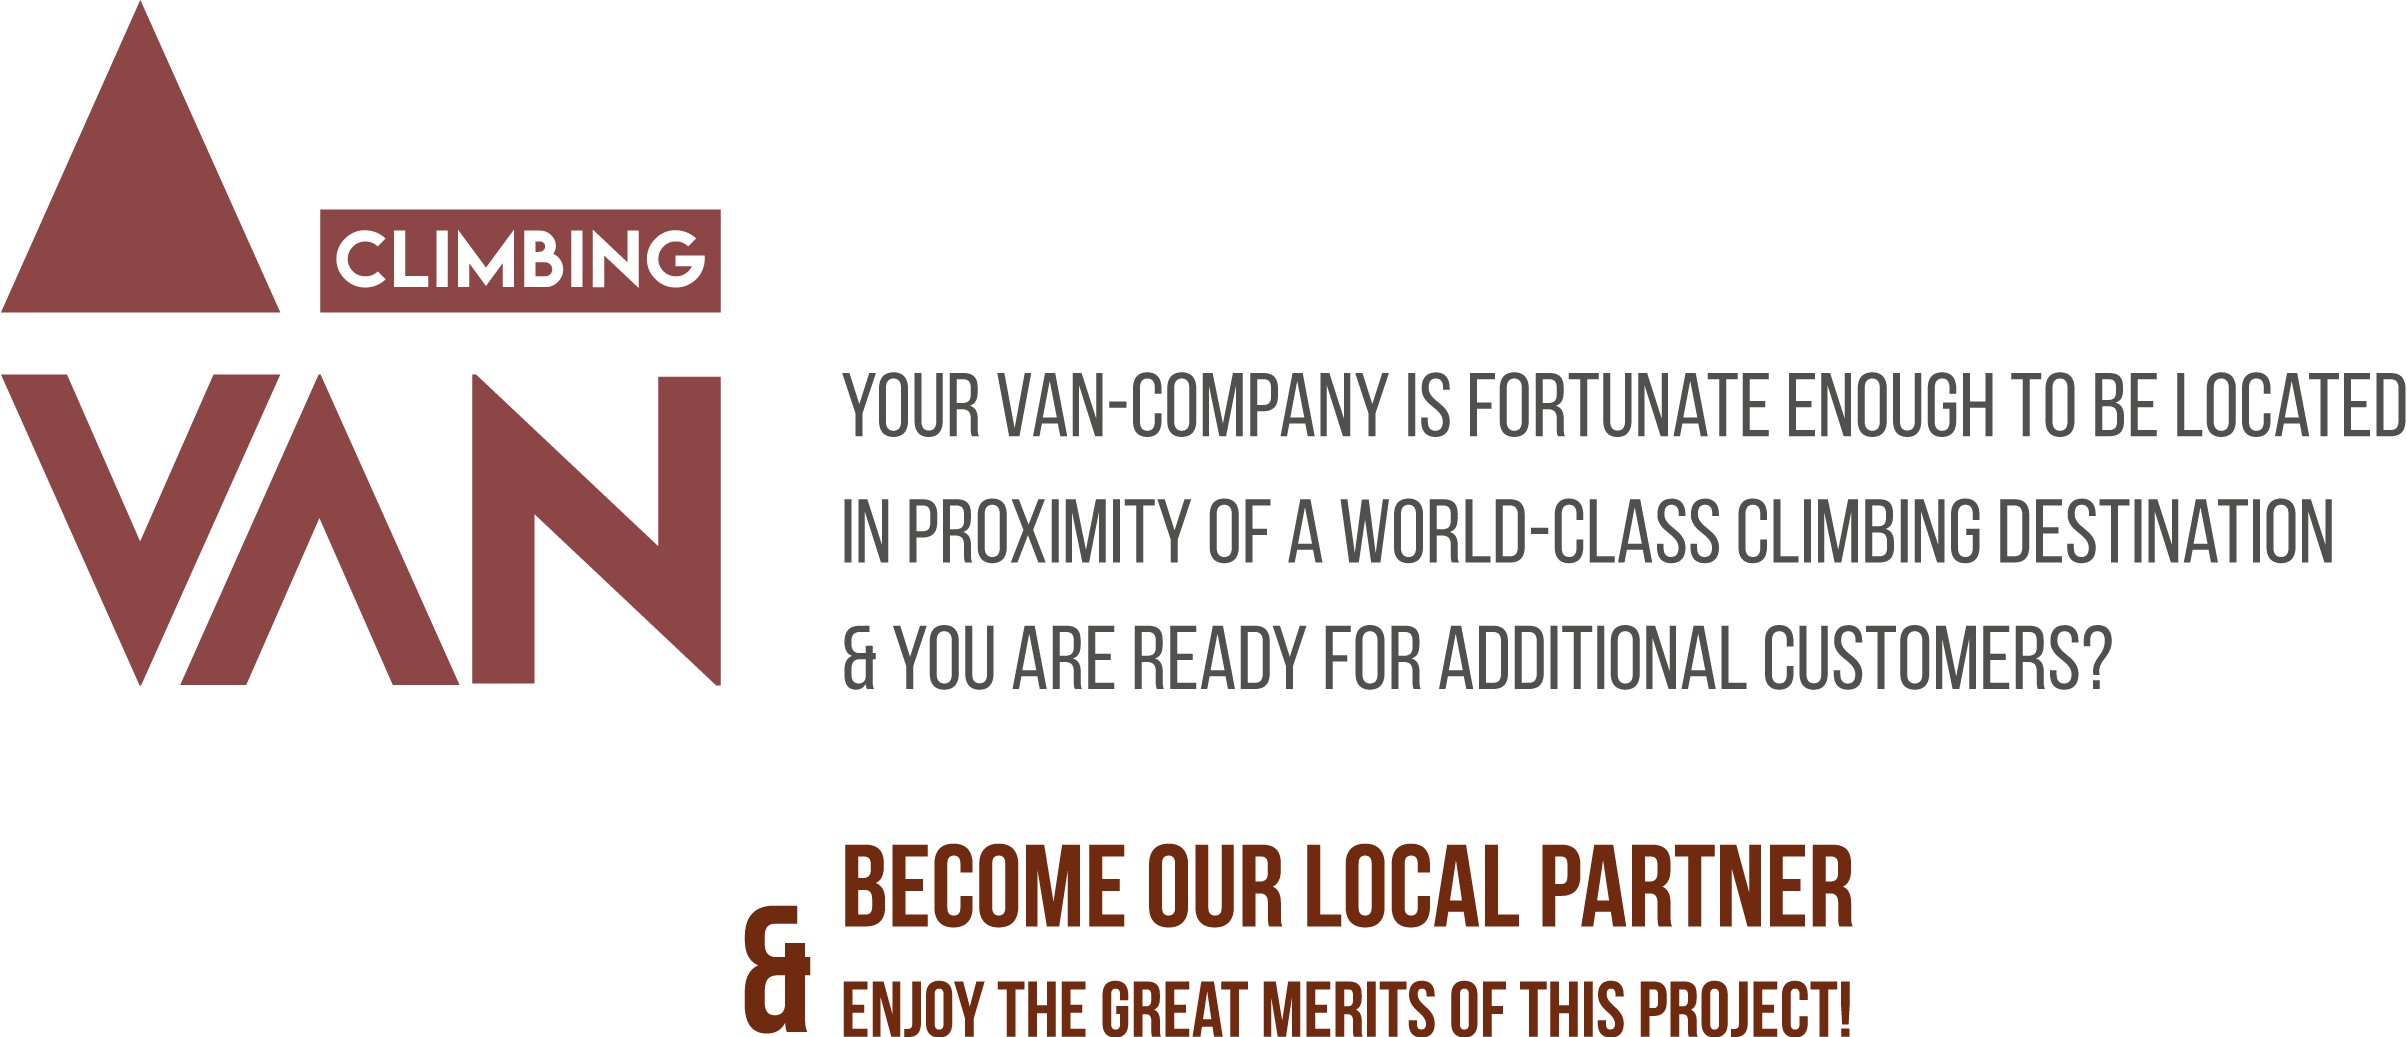 CLIMBING
VAN
YOUR VAN-COMPANY IS FORTUNATE ENOUGH TO BE LOCATED
IN PROXIMITY OF A WORLD-CLASS CLIMBING DESTINATION
& YOU ARE READY FOR ADDITIONAL CUSTOMERS?
BECOME OUR LOCAL PARTNER
& ENJOY THE GREAT MERITS OF THIS PROJECT!